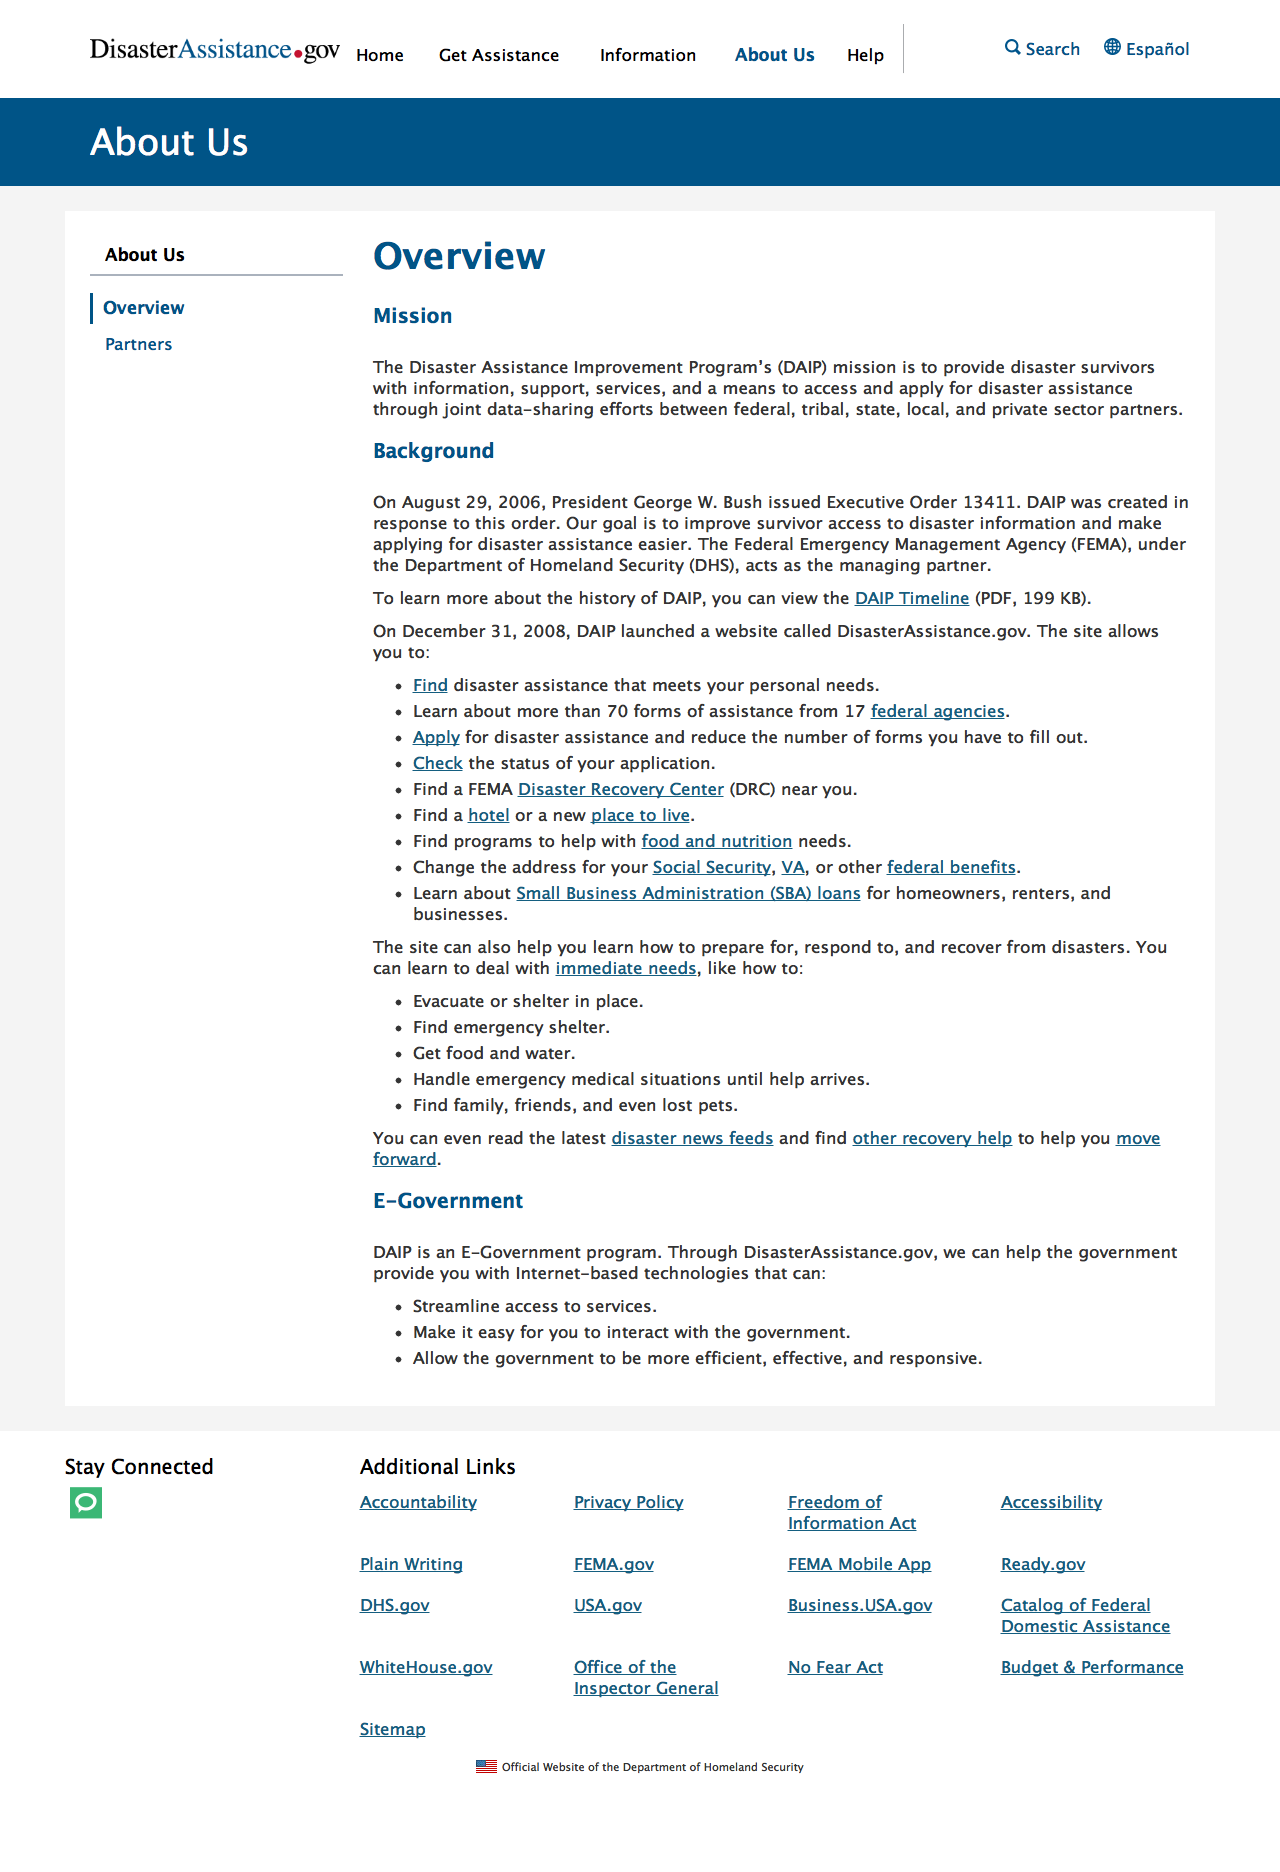 DisasterAssistance.gov
Home Get Assistance Information About Us Help
Search Español
About Us
About Us
Overview
Partners
Overview
Mission
The Disaster Assistance Improvement Program’s (DAIP) mission is to provide disaster survivors
with information, support, services, and a means to access and apply for disaster assistance
through joint data-sharing efforts between federal, tribal, state, local, and private sector partners.
Background
On August 29, 2006, President George W. Bush issued Executive Order 13411. DAIP was created in
response to this order. Our goal is to improve survivor access to disaster information and make
applying for disaster assistance easier. The Federal Emergency Management Agency (FEMA), under
the Department of Homeland Security (DHS), acts as the managing partner.
To learn more about the history of DAIP, you can view the DAIP Timeline (PDF, 199 KB).
On December 31, 2008, DAIP launched a website called DisasterAssistance.gov. The site allows
you to:
• Find disaster assistance that meets your personal needs.
• Learn about more than 70 forms of assistance from 17 federal agencies.
• Apply for disaster assistance and reduce the number of forms you have to fill out.
• Check the status of your application.
• Find a FEMA Disaster Recovery Center (DRC) near you.
• Find a hotel or a new place to live.
• Find programs to help with food and nutrition needs.
• Change the address for your Social Security, VA, or other federal benefits.
• Learn about Small Business Administration (SBA) loans for homeowners, renters, and
businesses.
The site can also help you learn how to prepare for, respond to, and recover from disasters. You
can learn to deal with immediate needs, like how to:
• Evacuate or shelter in place.
• Find emergency shelter.
• Get food and water.
• Handle emergency medical situations until help arrives.
• Find family, friends, and even lost pets.
You can even read the latest disaster news feeds and find other recovery help to help you move
forward.
E-Government
DAIP is an E-Government program. Through DisasterAssistance.gov, we can help the government
provide you with Internet-based technologies that can:
• Streamline access to services.
• Make it easy for you to interact with the government.
• Allow the government to be more efficient, effective, and responsive.
Stay Connected
Additional Links
Accountability
Privacy Policy
Freedom of
Information Act
Accessibility
Plain Writing
FEMA.gov
FEMA Mobile App
Ready.gov
DHS.gov
USA.gov
Business.USA.gov
Catalog of Federal
Domestic Assistance
WhiteHouse.gov
Office of the
Inspector General
No Fear Act
Budget & Performance
Sitemap
Official Website of the Department of Homeland Security